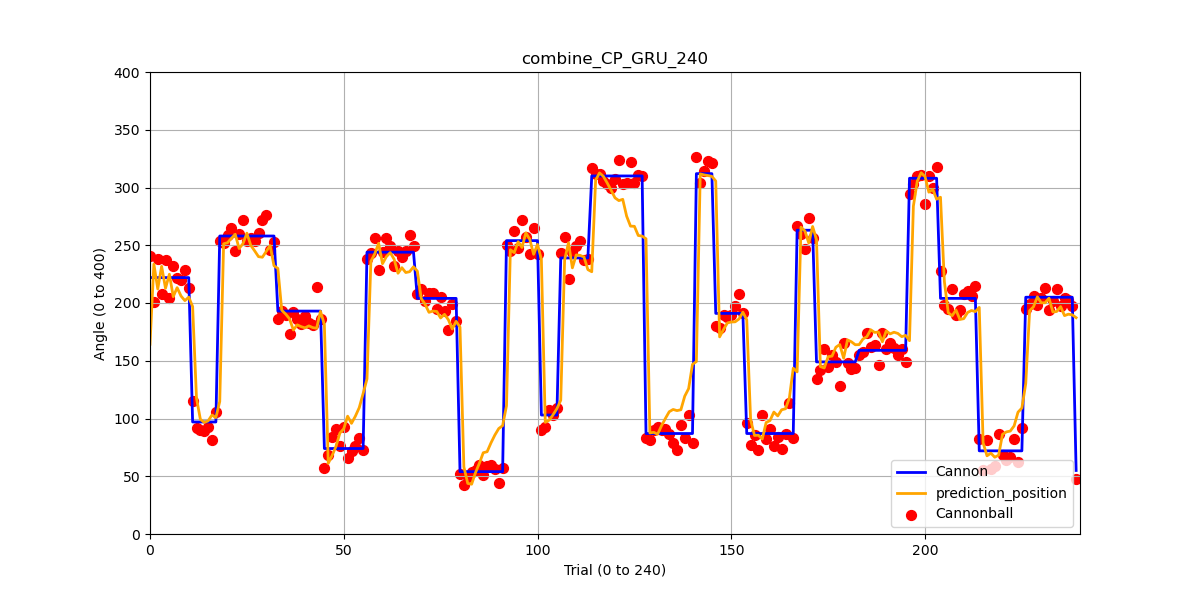 combine_CP_GRU_240
Angle (0 to 400)
400
350
300
250
200
150
100
50
0
0 50 100 150 200
Trial (0 to 240)
Cannon
prediction_position
Cannonball